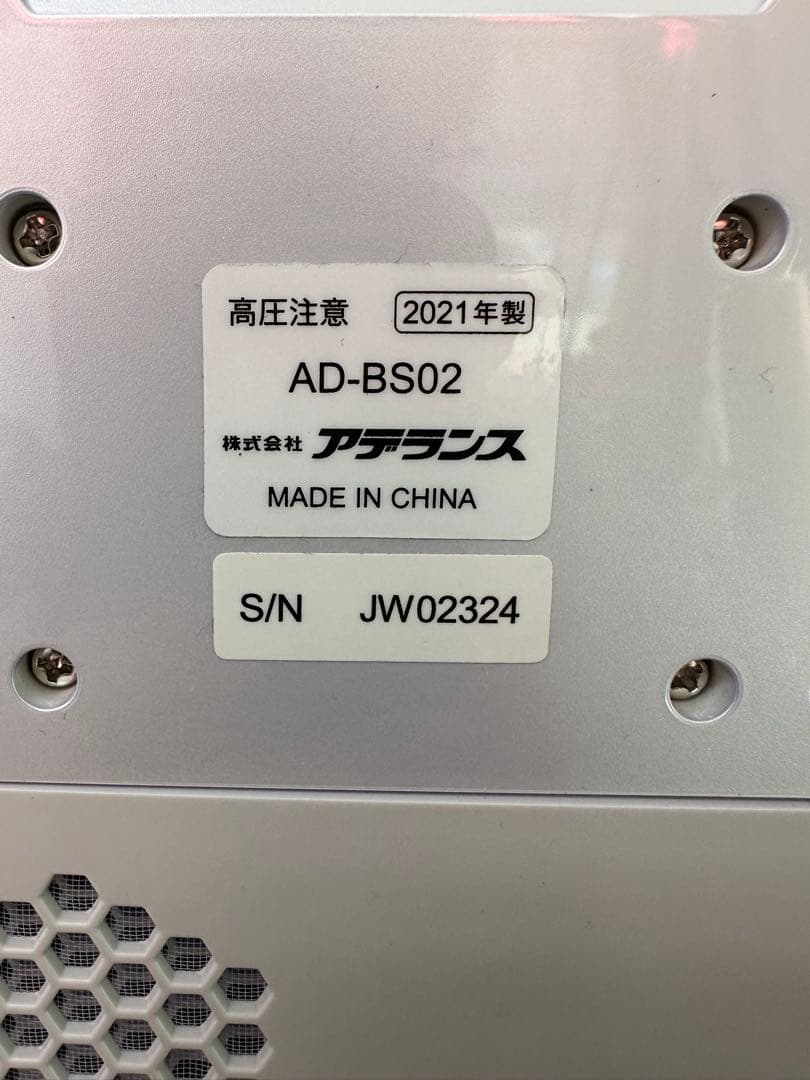 高圧注意 2021年製
AD-BS02
株式会社 アデランス
MADE IN CHINA
S/N JW02324